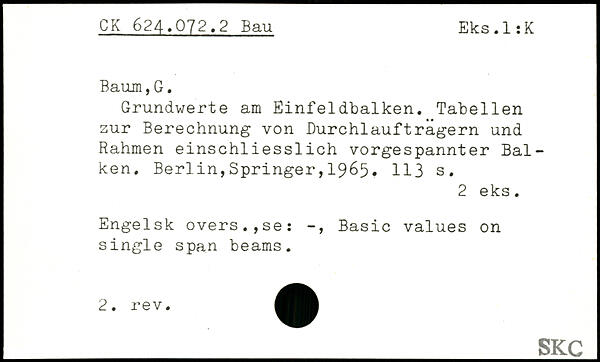 CK 624.072.2 Bau
Eks.1:K
Baum,G.
Grundwerte am Einfeldbalken. Tabellen
zur Berechnung von Durchlaufträgern und
Rahmen einschliesslich vorgespannter Bal-
ken. Berlin,Springer,1965. 113 s.
2 eks.
Engelsk overs.,se: -, Basic values on
single span beams.
2. rev.
SKC